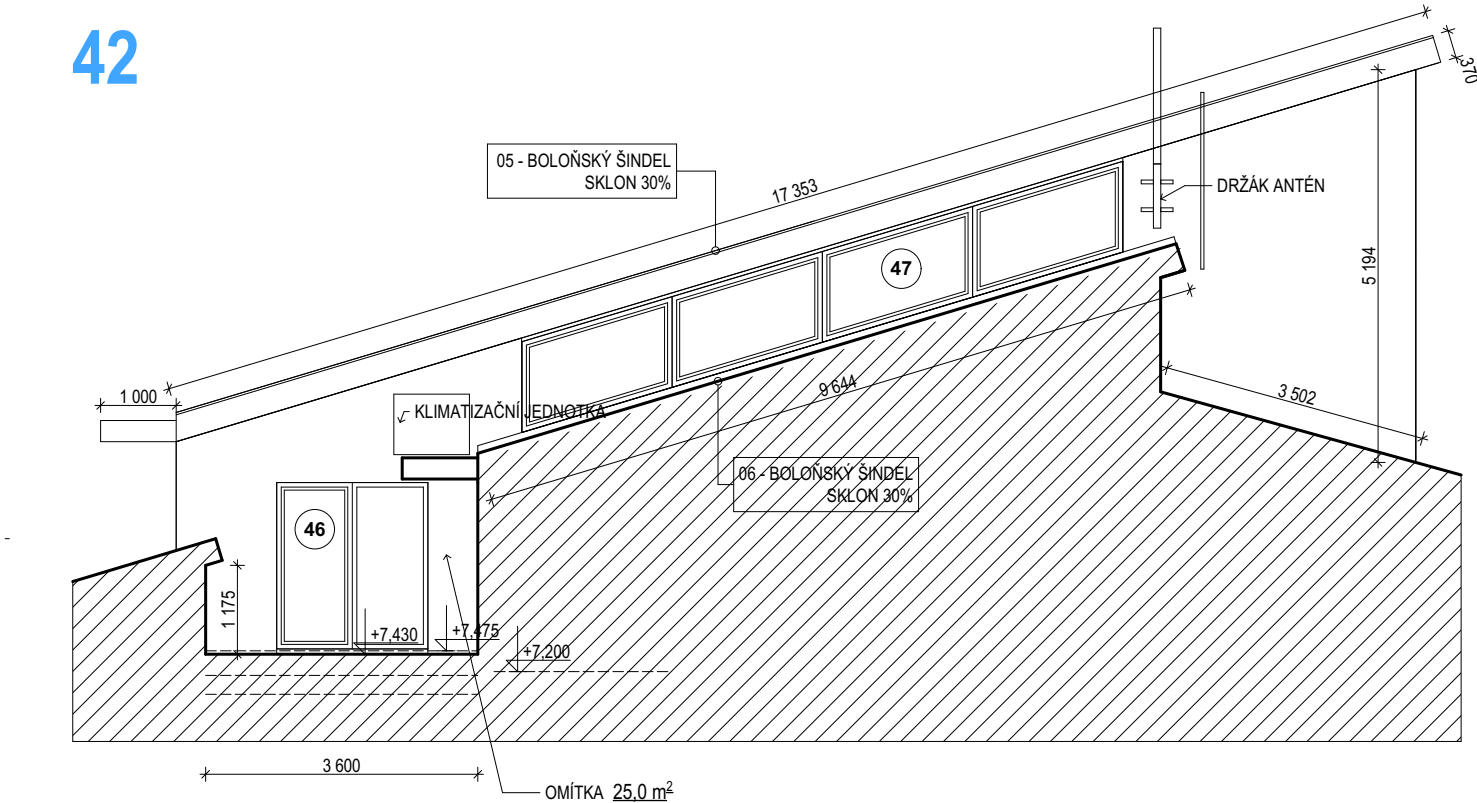 42
370
05 - BOLOŇSKÝ ŠINDEL
SKLON 30%
17 353
DRŽÁK ANTÉN
47
5 194
1 000
KLIMATIZAČNÍ JEDNOTKA
9 644
3 502
06 - BOLOŇSKÝ ŠINDEL
SKLON 30%
46
1 175
+7,430
+7,475
+7,200
3 600
OMÍTKA 25,0 m²